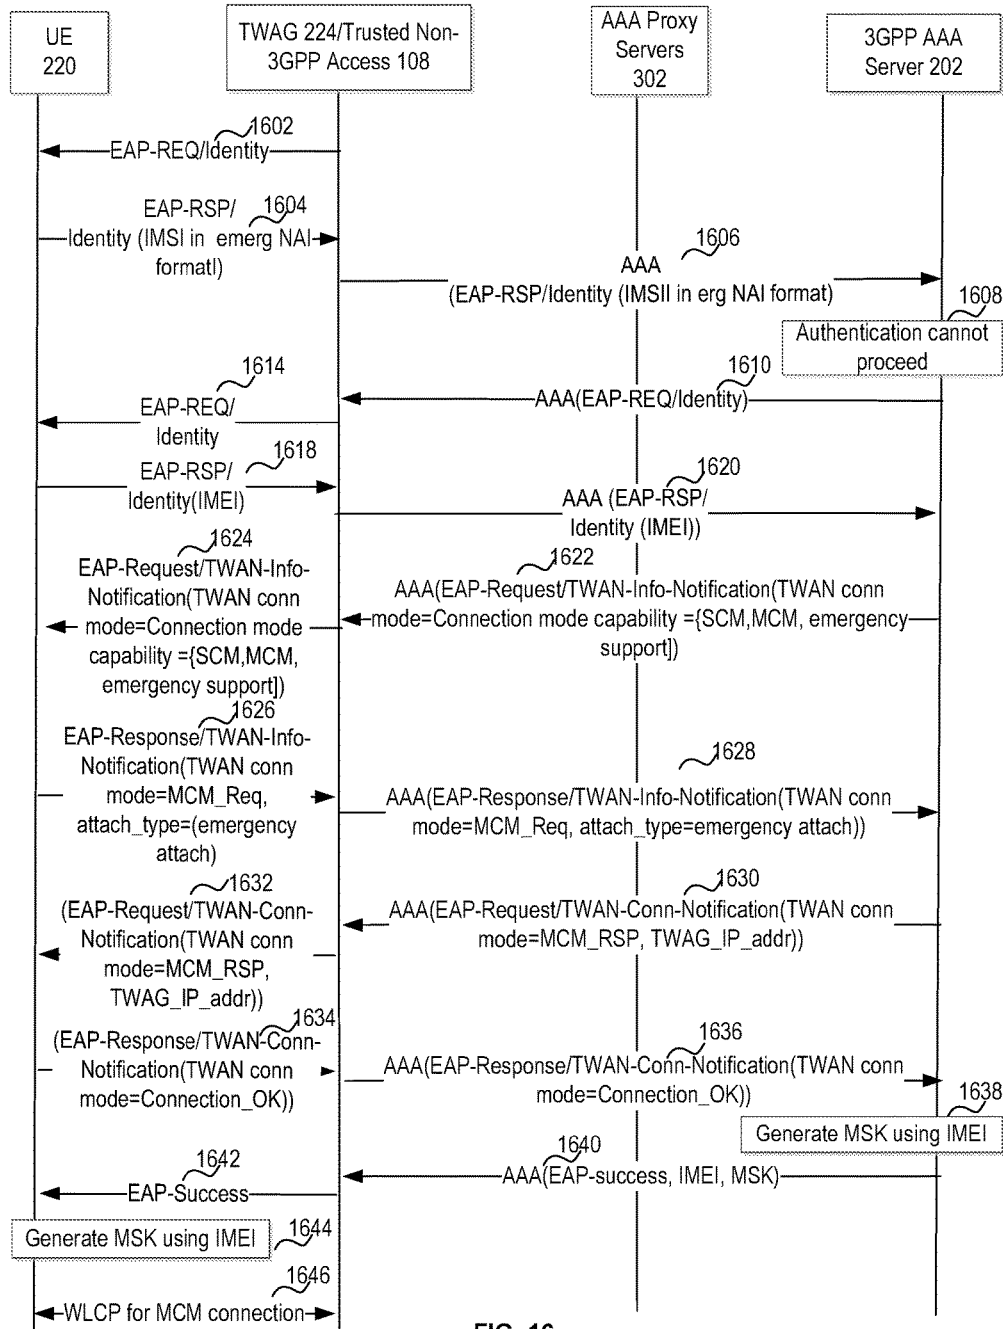 UE
220
TWAG 224/Trusted Non-
3GPP Access 108
AAA Proxy
Servers
302
3GPP AAA
Server 202
1602
EAP-REQ/Identity
EAP-RSP/
1604
Identity (IMSI in emerg NAI
formatI)
1606
AAA
(EAP-RSP/Identity (IMSII in erg NAI format)
1608
Authentication cannot
proceed
1610
AAA(EAP-REQ/Identity)
1614
EAP-REQ/
Identity
1618
EAP-RSP/
Identity(IMEI)
1620
AAA (EAP-RSP/
Identity (IMEI))
1622
AAA(EAP-Request/TWAN-Info-Notification(TWAN conn
mode=Connection mode capability ={SCM,MCM, emergency
support])
1624
EAP-Request/TWAN-Info-
Notification(TWAN conn
mode=Connection mode
capability ={SCM,MCM,
emergency support])
1626
EAP-Response/TWAN-Info-
Notification(TWAN conn
mode=MCM_Req,
attach_type=(emergency
attach)
1628
AAA(EAP-Response/TWAN-Info-Notification(TWAN conn
mode=MCM_Req, attach_type=emergency attach))
1630
AAA(EAP-Request/TWAN-Conn-Notification(TWAN conn
mode=MCM_RSP, TWAG_IP_addr))
1632
(EAP-Request/TWAN-Conn-
Notification(TWAN conn
mode=MCM_RSP,
TWAG_IP_addr))
1634
(EAP-Response/TWAN-Conn-
Notification(TWAN conn
mode=Connection_OK))
1636
AAA(EAP-Response/TWAN-Conn-Notification(TWAN conn
mode=Connection_OK))
1638
Generate MSK using IMEI
1640
AAA(EAP-success, IMEI, MSK)
1642
EAP-Success
Generate MSK using IMEI
1644
1646
WLCP for MCM connection
FIG. 16